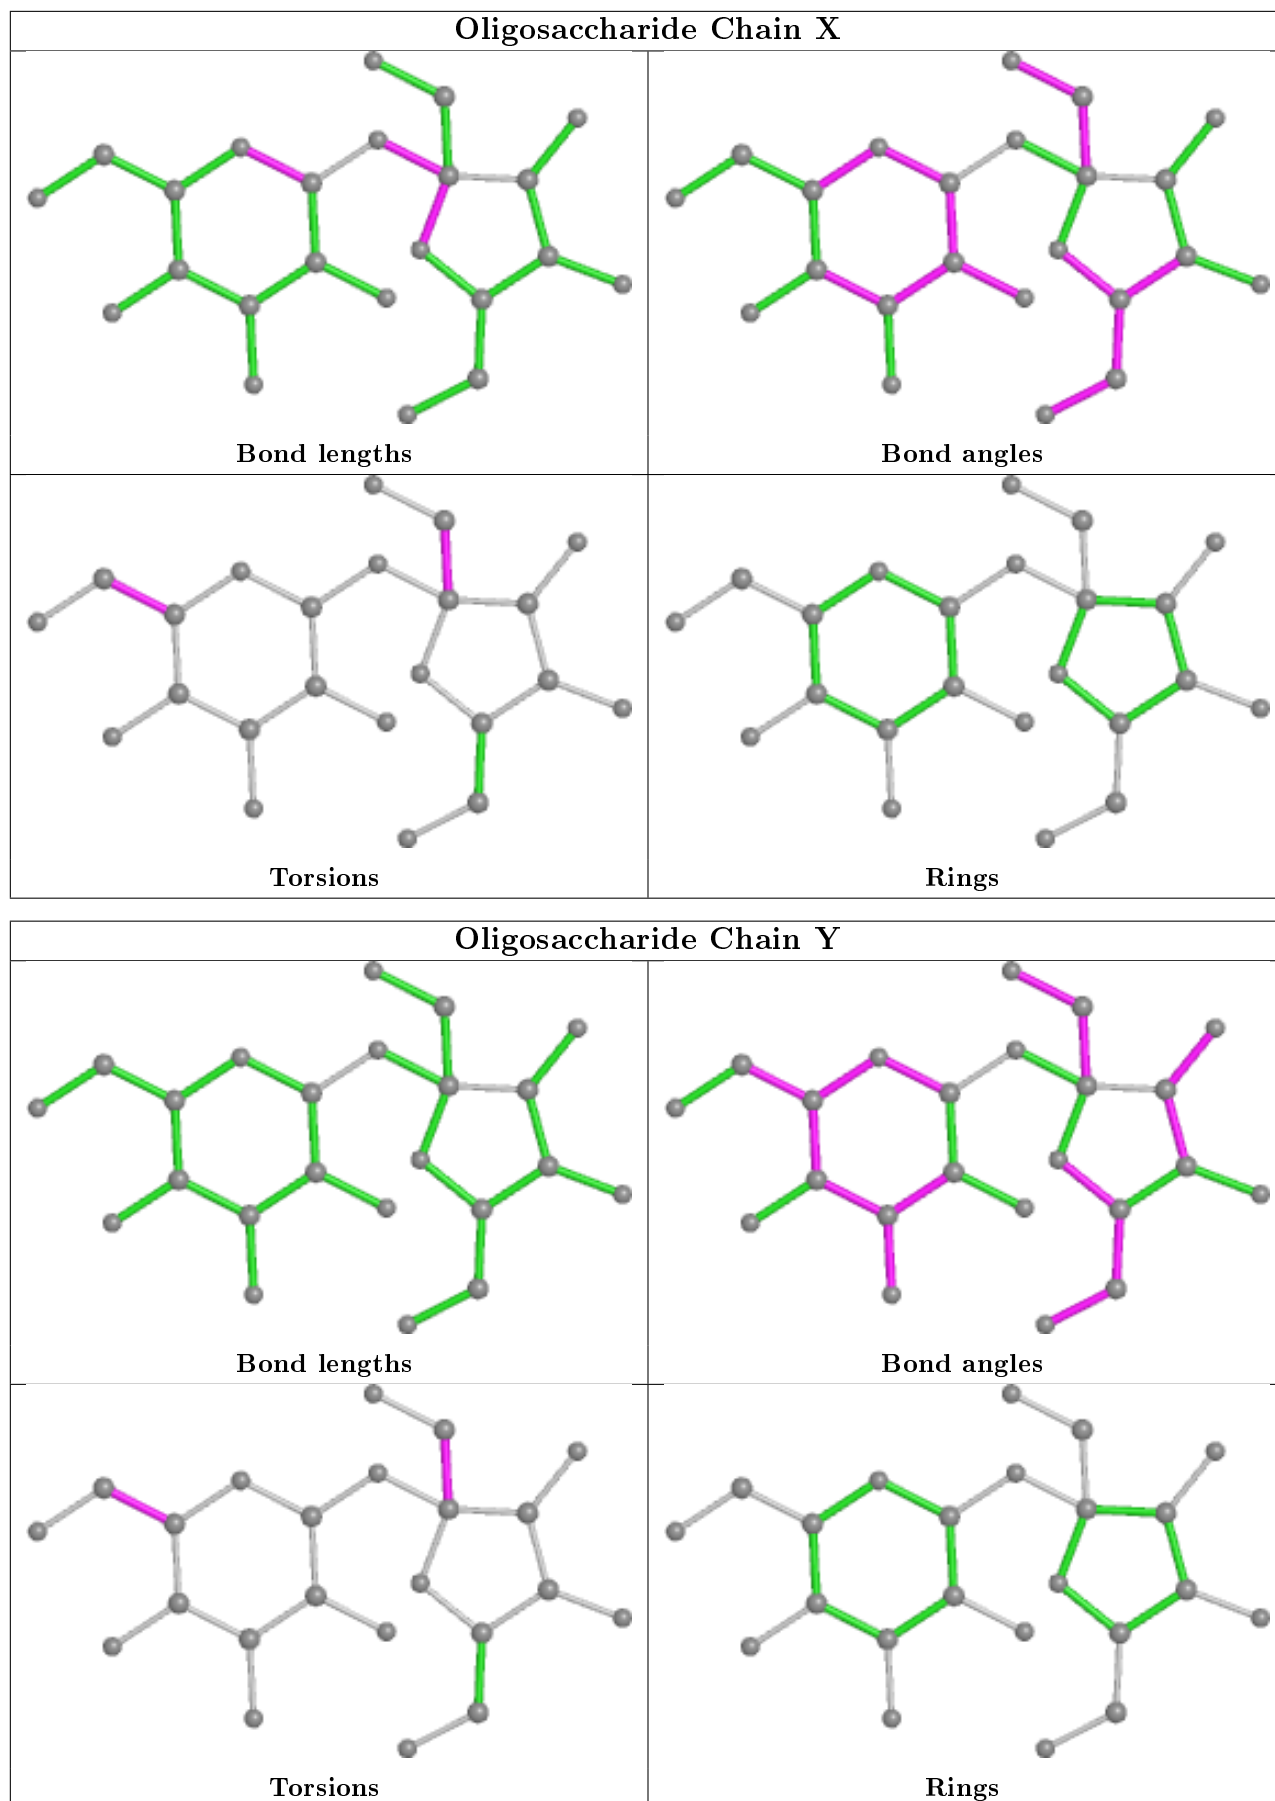 Oligosaccharide Chain X
Bond lengths
Bond angles
Torsions
Rings
Oligosaccharide Chain Y
Bond lengths
Bond angles
Torsions
Rings